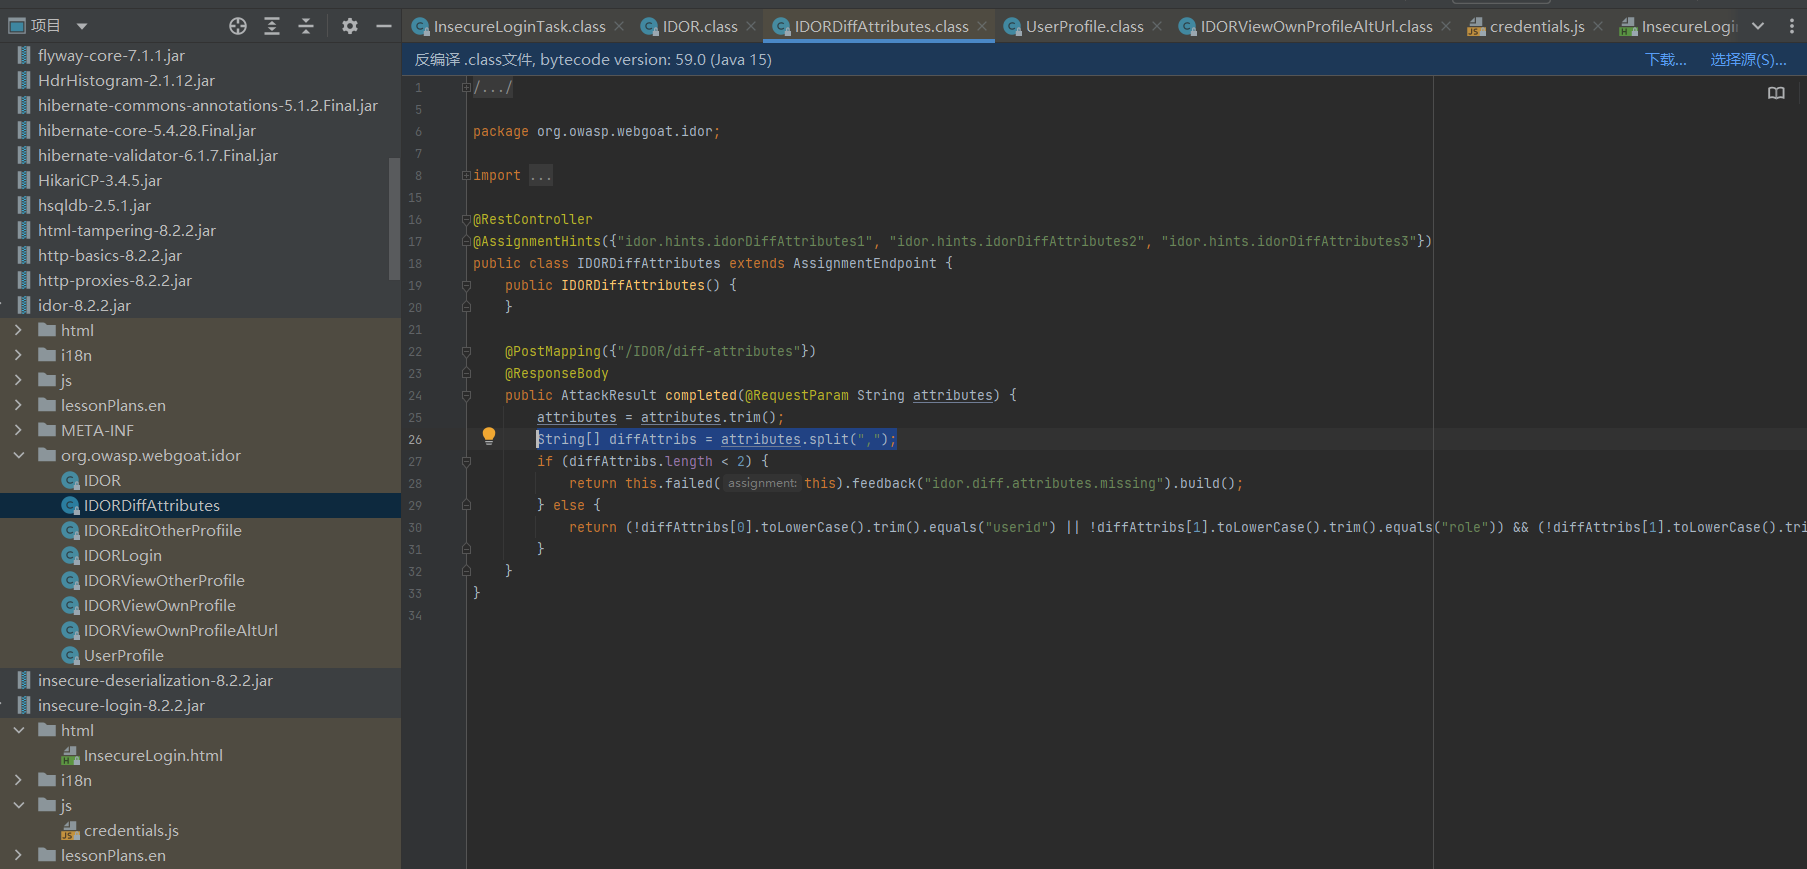 项目
flyway-core-7.1.1.jar
HdrHistogram-2.1.12.jar
hibernate-commons-annotations-5.1.2.Final.jar
hibernate-core-5.4.28.Final.jar
hibernate-validator-6.1.7.Final.jar
HikariCP-3.4.5.jar
hsqldb-2.5.1.jar
html-tampering-8.2.2.jar
http-basics-8.2.2.jar
http-proxies-8.2.2.jar
idor-8.2.2.jar
html
i18n
js
lessonPlans.en
META-INF
org.owasp.webgoat.idor
IDOR
IDORDiffAttributes
IDOREditOtherProfiile
IDORLogin
IDORViewOtherProfile
IDORViewOwnProfile
IDORViewOwnProfileAltUrl
UserProfile
insecure-deserialization-8.2.2.jar
insecure-login-8.2.2.jar
html
InsecureLogin.html
i18n
js
credentials.js
lessonPlans.en
InsecureLoginTask.class IDOR.class IDORDiffAttributes.class UserProfile.class IDORViewOwnProfileAltUrl.class credentials.js InsecureLogi
反编译 .class文件, bytecode version: 59.0 (Java 15) 下载... 选择源(S)...
1 /.../
5
6 package org.owasp.webgoat.idor;
7
8 import ...
15
16 @RestController
17 @AssignmentHints({"idor.hints.idorDiffAttributes1", "idor.hints.idorDiffAttributes2", "idor.hints.idorDiffAttributes3"})
18 public class IDORDiffAttributes extends AssignmentEndpoint {
19 public IDORDiffAttributes() {
20 }
21
22 @PostMapping({"/IDOR/diff-attributes"})
23 @ResponseBody
24 public AttackResult completed(@RequestParam String attributes) {
25 attributes = attributes.trim();
26 String[] diffAttribs = attributes.split(",");
27 if (diffAttribs.length < 2) {
28 return this.failed( assignment: this).feedback("idor.diff.attributes.missing").build();
29 } else {
30 return (!diffAttribs[0].toLowerCase().trim().equals("userid") || !diffAttribs[1].toLowerCase().trim().equals("role")) && (!diffAttribs[1].toLowerCase().tri
31 }
32 }
33 }
34